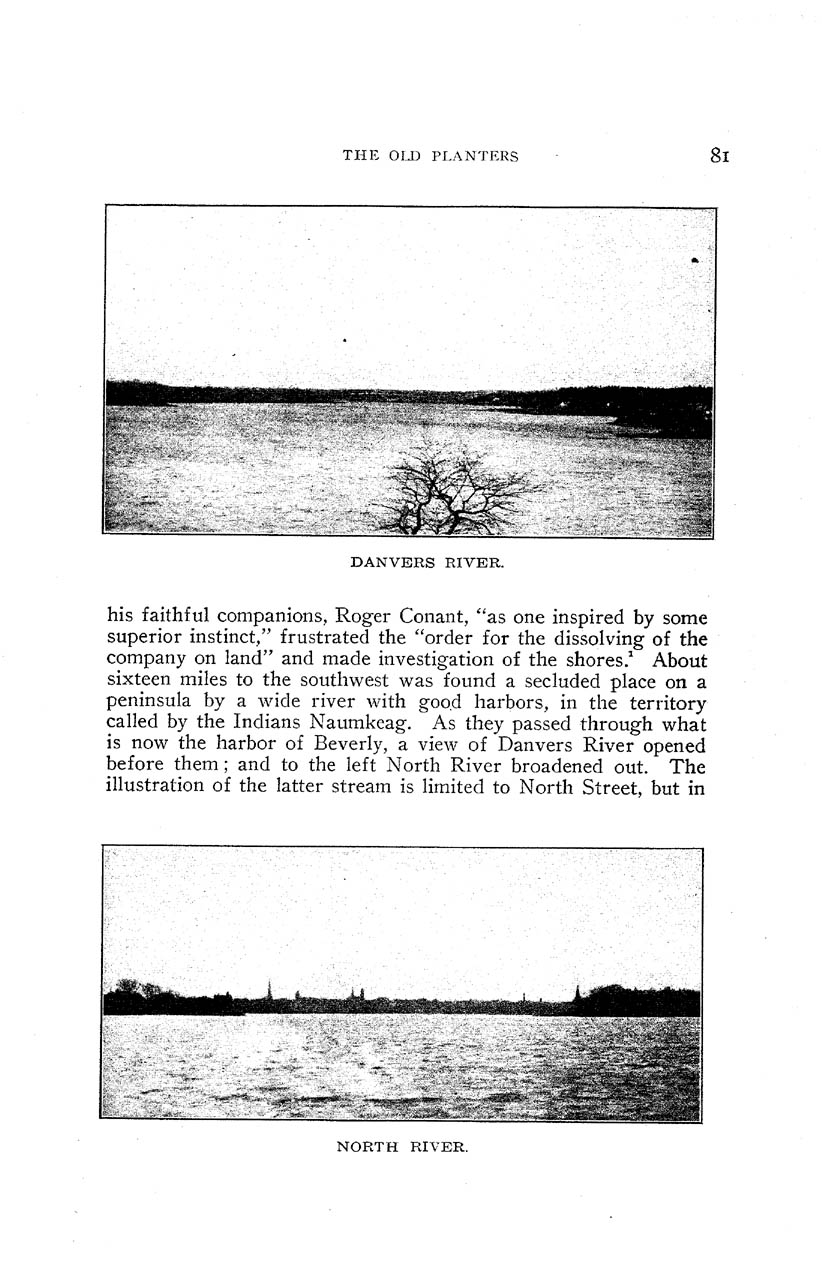 THE OLD PLANTERS 81
DANVERS RIVER.
his faithful companions, Roger Conant, “as one inspired by some
superior instinct,” frustrated the “order for the dissolving of the
company on land” and made investigation of the shores.¹ About
sixteen miles to the southwest was found a secluded place on a
peninsula by a wide river with good harbors, in the territory
called by the Indians Naumkeag. As they passed through what
is now the harbor of Beverly, a view of Danvers River opened
before them; and to the left North River broadened out. The
illustration of the latter stream is limited to North Street, but in
NORTH RIVER.